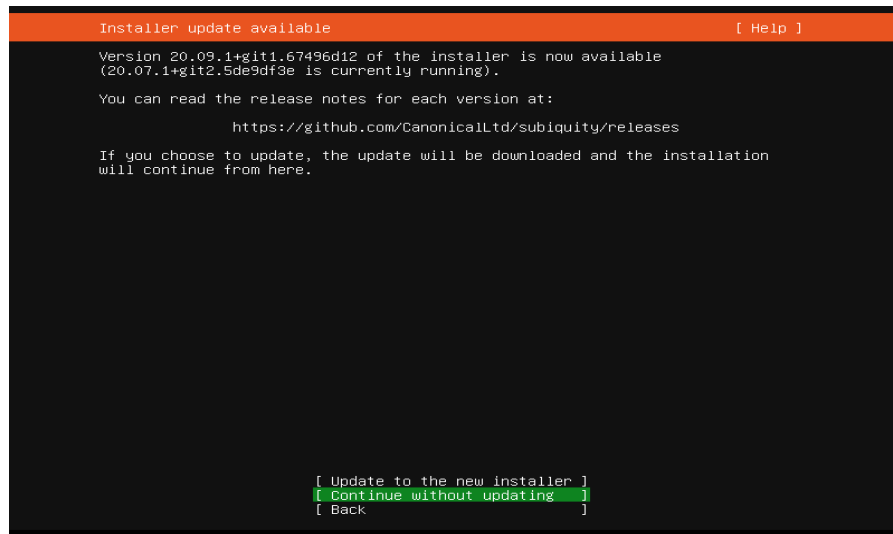 Installer update available [ Help ]
Version 20.09.1+git1.67496d12 of the installer is now available
(20.07.1+git2.5de9df3e is currently running).
You can read the release notes for each version at:
https://github.com/CanonicalLtd/subiquity/releases
If you choose to update, the update will be downloaded and the installation
will continue from here.
[ Update to the new installer ]
[ Continue without updating ]
[ Back ]